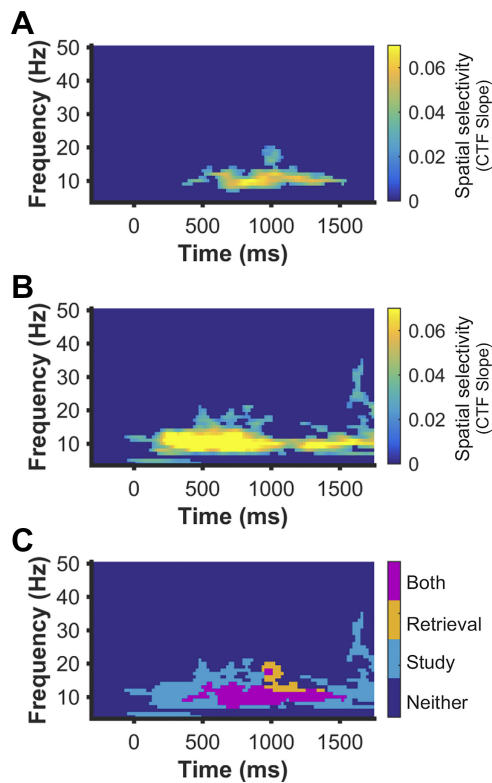 A
50
40
30
20
10
Frequency (Hz)
0
500
1000
1500
Time (ms)
0.06
0.04
0.02
0
Spatial selectivity
(CTF Slope)
B
50
40
30
20
10
Frequency (Hz)
0
500
1000
1500
Time (ms)
0.06
0.04
0.02
0
Spatial selectivity
(CTF Slope)
C
50
40
30
20
10
Frequency (Hz)
0
500
1000
1500
Time (ms)
Both
Retrieval
Study
Neither